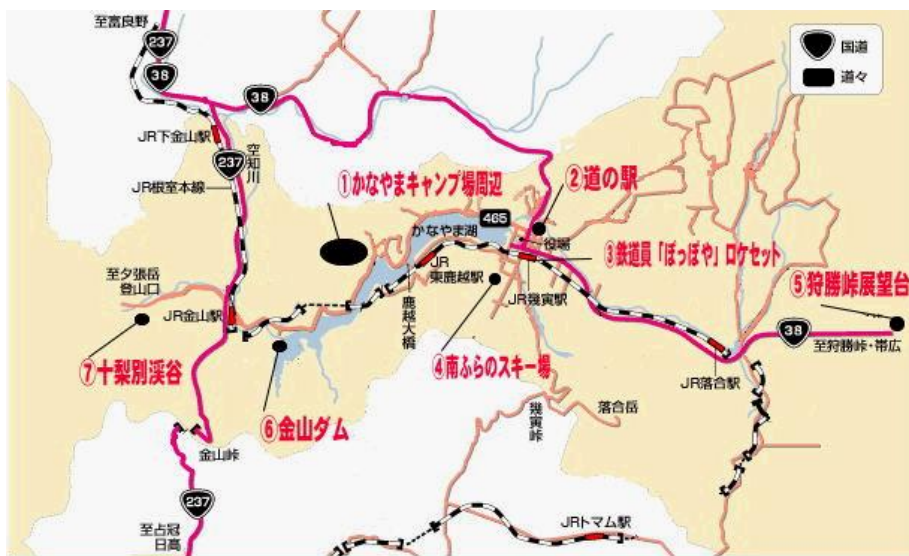 至富良野
237
38
38
国道
道々
JR下金山駅
237
空知川
JR根室本線
①かなやまキャンプ場周辺
②道の駅
かなやま湖
465
役場
③鉄道員「ぽっぽや」ロケセット
至夕張岳
登山口
JR
東鹿越駅
鹿越大橋
JR幾寅駅
⑤狩勝峠展望台
JR金山駅
38
⑦十梨別渓谷
④南ふらのスキー場
至狩勝峠・帯広
JR落合駅
⑥金山ダム
幾寅峠
落合岳
金山峠
237
至占冠
日高
JRトマム駅